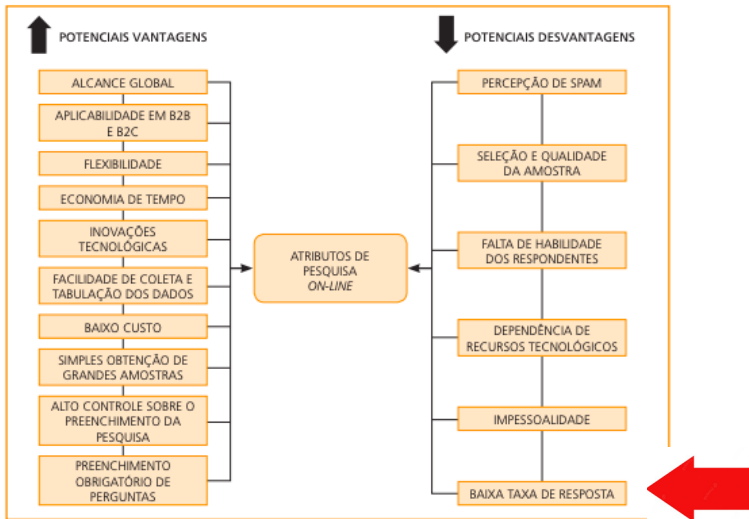 POTENCIAIS VANTAGENS
ALCANCE GLOBAL
APLICABILIDADE EM B2B
E B2C
FLEXIBILIDADE
ECONOMIA DE TEMPO
INOVAÇÕES
TECNOLÓGICAS
FACILIDADE DE COLETA E
TABULAÇÃO DOS DADOS
BAIXO CUSTO
SIMPLES OBTENÇÃO DE
GRANDES AMOSTRAS
ALTO CONTROLE SOBRE O
PREENCHIMENTO DA
PESQUISA
PREENCHIMENTO
OBRIGATÓRIO DE
PERGUNTAS
ATRIBUTOS DE
PESQUISA
ON-LINE
POTENCIAIS DESVANTAGENS
PERCEPÇÃO DE SPAM
SELEÇÃO E QUALIDADE
DA AMOSTRA
FALTA DE HABILIDADE
DOS RESPONDENTES
DEPENDÊNCIA DE
RECURSOS TECNOLÓGICOS
IMPESSOALIDADE
BAIXA TAXA DE RESPOSTA